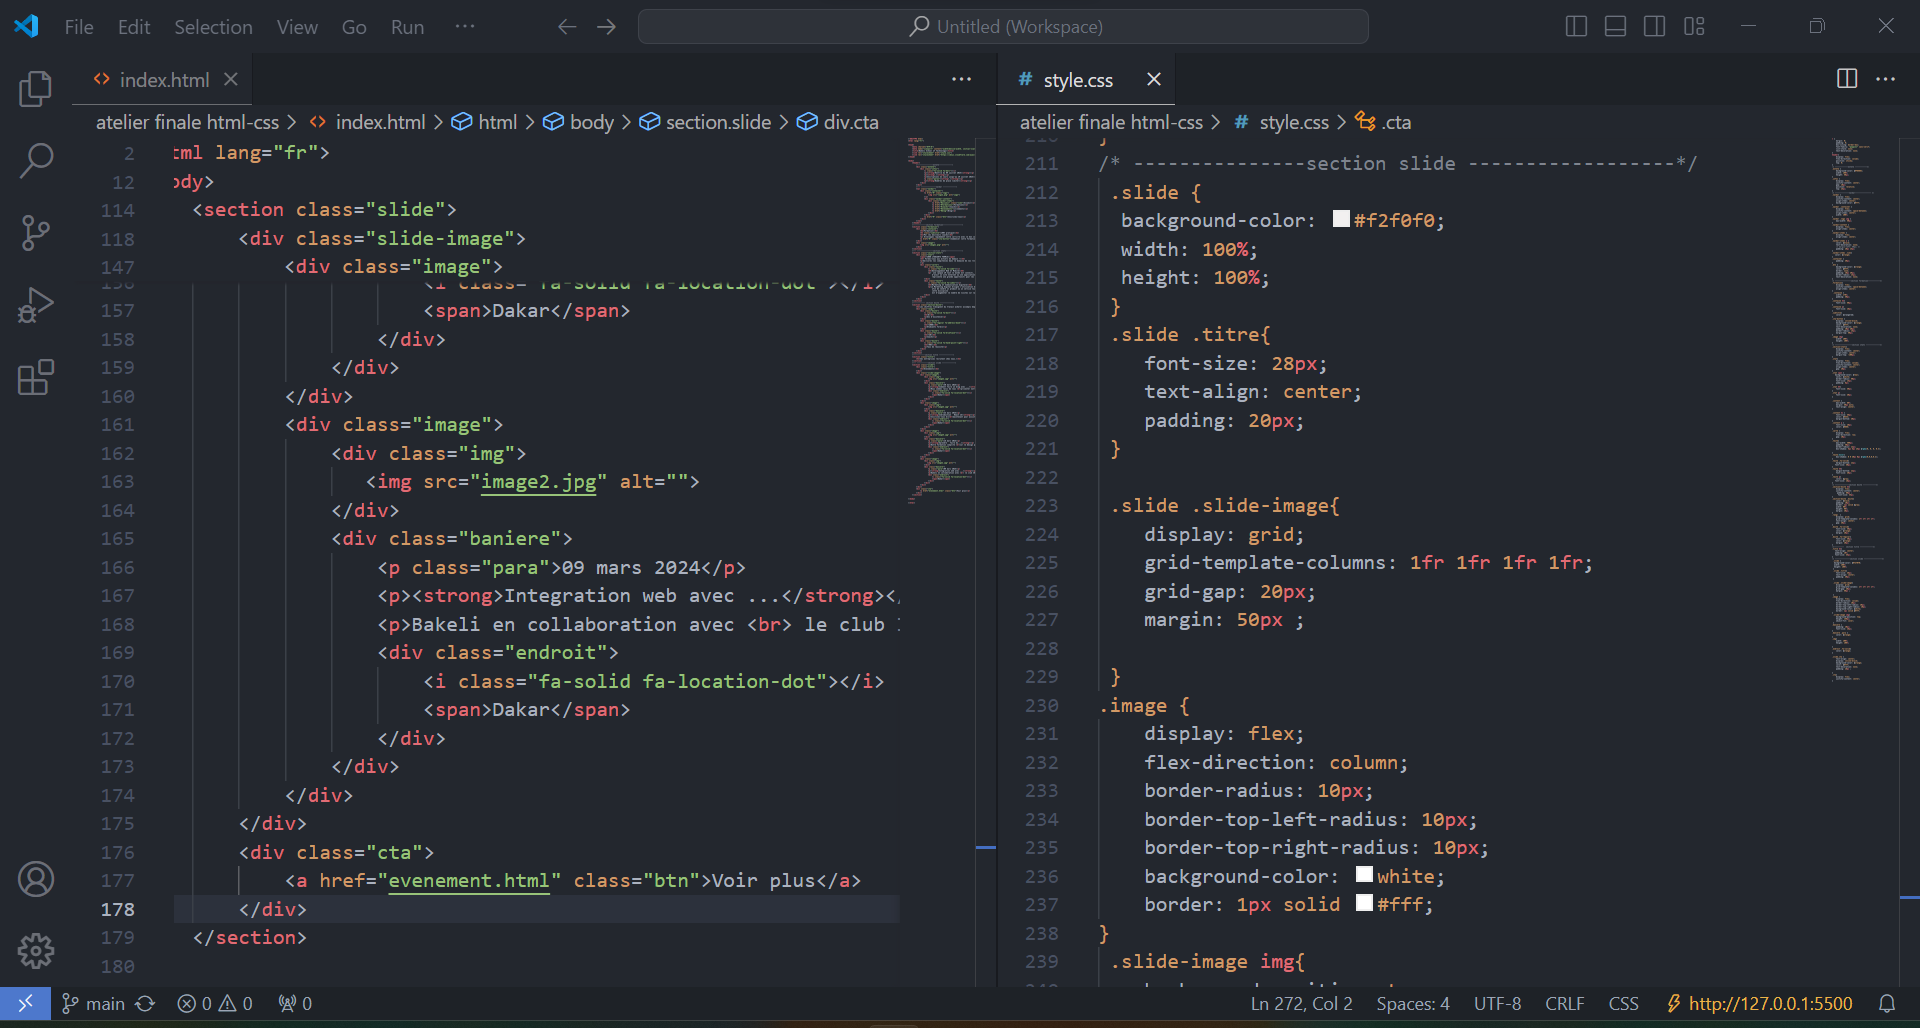 File Edit Selection View Go Run ··· Untitled (Workspace)
index.html
style.css
atelier finale html-css > index.html > html > body > section.slide > div.cta
2 tml lang="fr">
12 ody>
114 <section class="slide">
118 <div class="slide-image">
147 <div class="image">
156 <i class="fa-solid fa-location-dot"></i>
157 <span>Dakar</span>
158 </div>
159 </div>
160 </div>
161 <div class="image">
162 <div class="img">
163 <img src="image2.jpg" alt="">
164 </div>
165 <div class="baniere">
166 <p class="para">09 mars 2024</p>
167 <p><strong>Integration web avec ...</strong></
168 <p>Bakeli en collaboration avec <br> le club
169 <div class="endroit">
170 <i class="fa-solid fa-location-dot"></i>
171 <span>Dakar</span>
172 </div>
173 </div>
174 </div>
175 </div>
176 <div class="cta">
177 <a href="evenement.html" class="btn">Voir plus</a>
178 </div>
179 </section>
180
atelier finale html-css > # style.css > .cta
210 }
211 /* ---------------section slide ------------------*/
212 .slide {
213 background-color: #f2f0f0;
214 width: 100%;
215 height: 100%;
216 }
217 .slide .titre{
218 font-size: 28px;
219 text-align: center;
220 padding: 20px;
221 }
222
223 .slide .slide-image{
224 display: grid;
225 grid-template-columns: 1fr 1fr 1fr 1fr;
226 grid-gap: 20px;
227 margin: 50px ;
228
229 }
230 .image {
231 display: flex;
232 flex-direction: column;
233 border-radius: 10px;
234 border-top-left-radius: 10px;
235 border-top-right-radius: 10px;
236 background-color: white;
237 border: 1px solid #fff;
238 }
239 .slide-image img{
main 0 0 0 Ln 272, Col 2 Spaces: 4 UTF-8 CRLF CSS http://127.0.0.1:5500